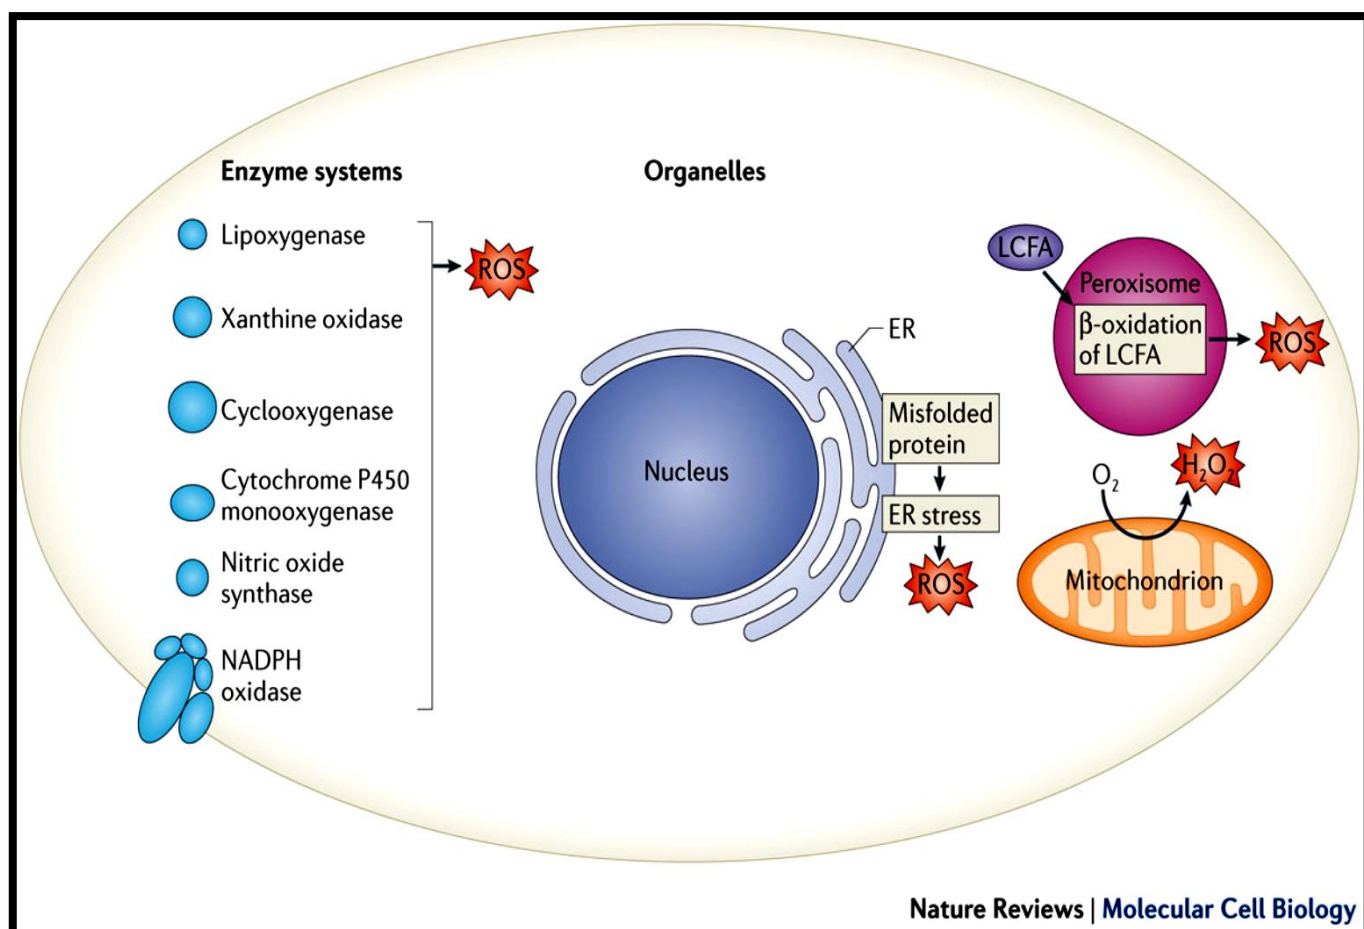 Enzyme systems
Lipoxygenase
Xanthine oxidase
Cyclooxygenase
Cytochrome P450
monooxygenase
Nitric oxide
synthase
NADPH
oxidase
ROS
Organelles
Nucleus
ER
Misfolded
protein
ER stress
ROS
LCFA
Peroxisome
β-oxidation
of LCFA
ROS
O₂
H₂O₂
Mitochondrion
Nature Reviews | Molecular Cell Biology